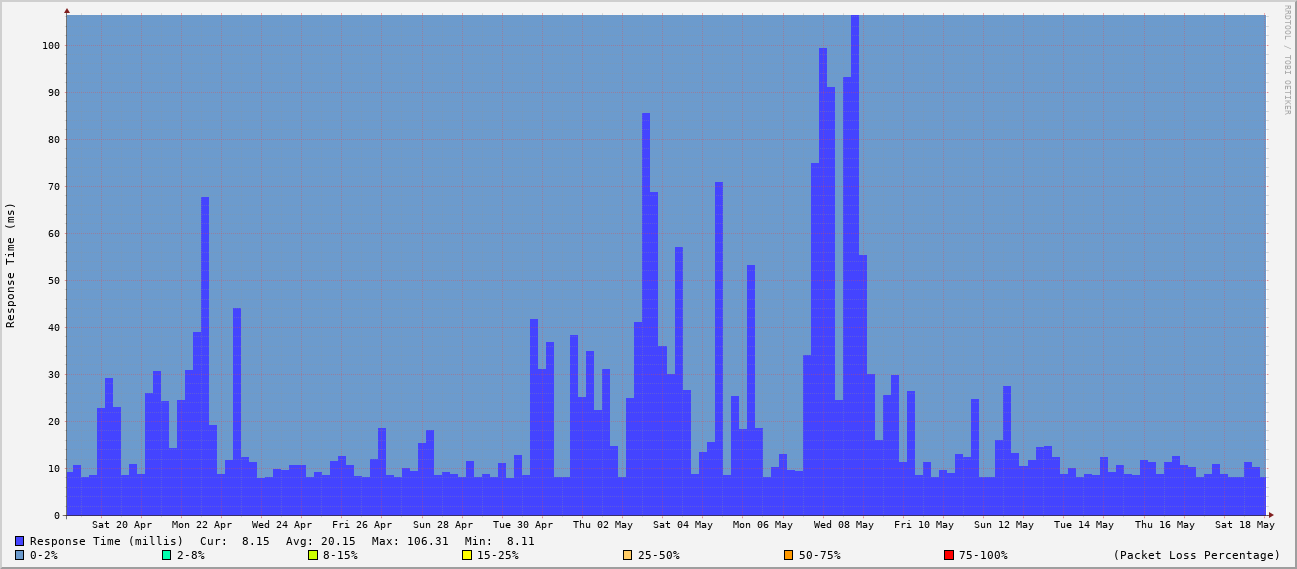 RRDTOOL / TOBI OETIKER
Response Time (ms)
100
90
80
70
60
50
40
30
20
10
0
Sat 20 Apr Mon 22 Apr Wed 24 Apr Fri 26 Apr Sun 28 Apr Tue 30 Apr Thu 02 May Sat 04 May Mon 06 May Wed 08 May Fri 10 May Sun 12 May Tue 14 May Thu 16 May Sat 18 May
Response Time (millis) Cur: 8.15 Avg: 20.15 Max: 106.31 Min: 8.11
0-2% 2-8% 8-15% 15-25% 25-50% 50-75% 75-100% (Packet Loss Percentage)